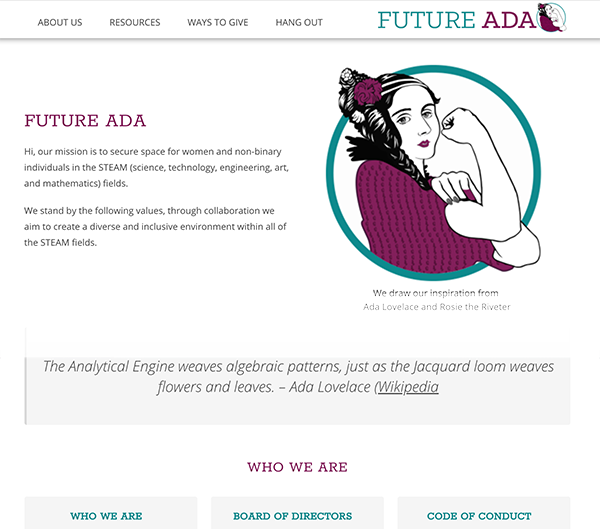 ABOUT US RESOURCES WAYS TO GIVE HANG OUT FUTURE ADA
FUTURE ADA
Hi, our mission is to secure space for women and non-binary
individuals in the STEAM (science, technology, engineering, art,
and mathematics) fields.
We stand by the following values, through collaboration we
aim to create a diverse and inclusive environment within all of
the STEAM fields.
We draw our inspiration from
Ada Lovelace and Rosie the Riveter
The Analytical Engine weaves algebraic patterns, just as the Jacquard loom weaves
flowers and leaves. – Ada Lovelace (Wikipedia
WHO WE ARE
WHO WE ARE BOARD OF DIRECTORS CODE OF CONDUCT